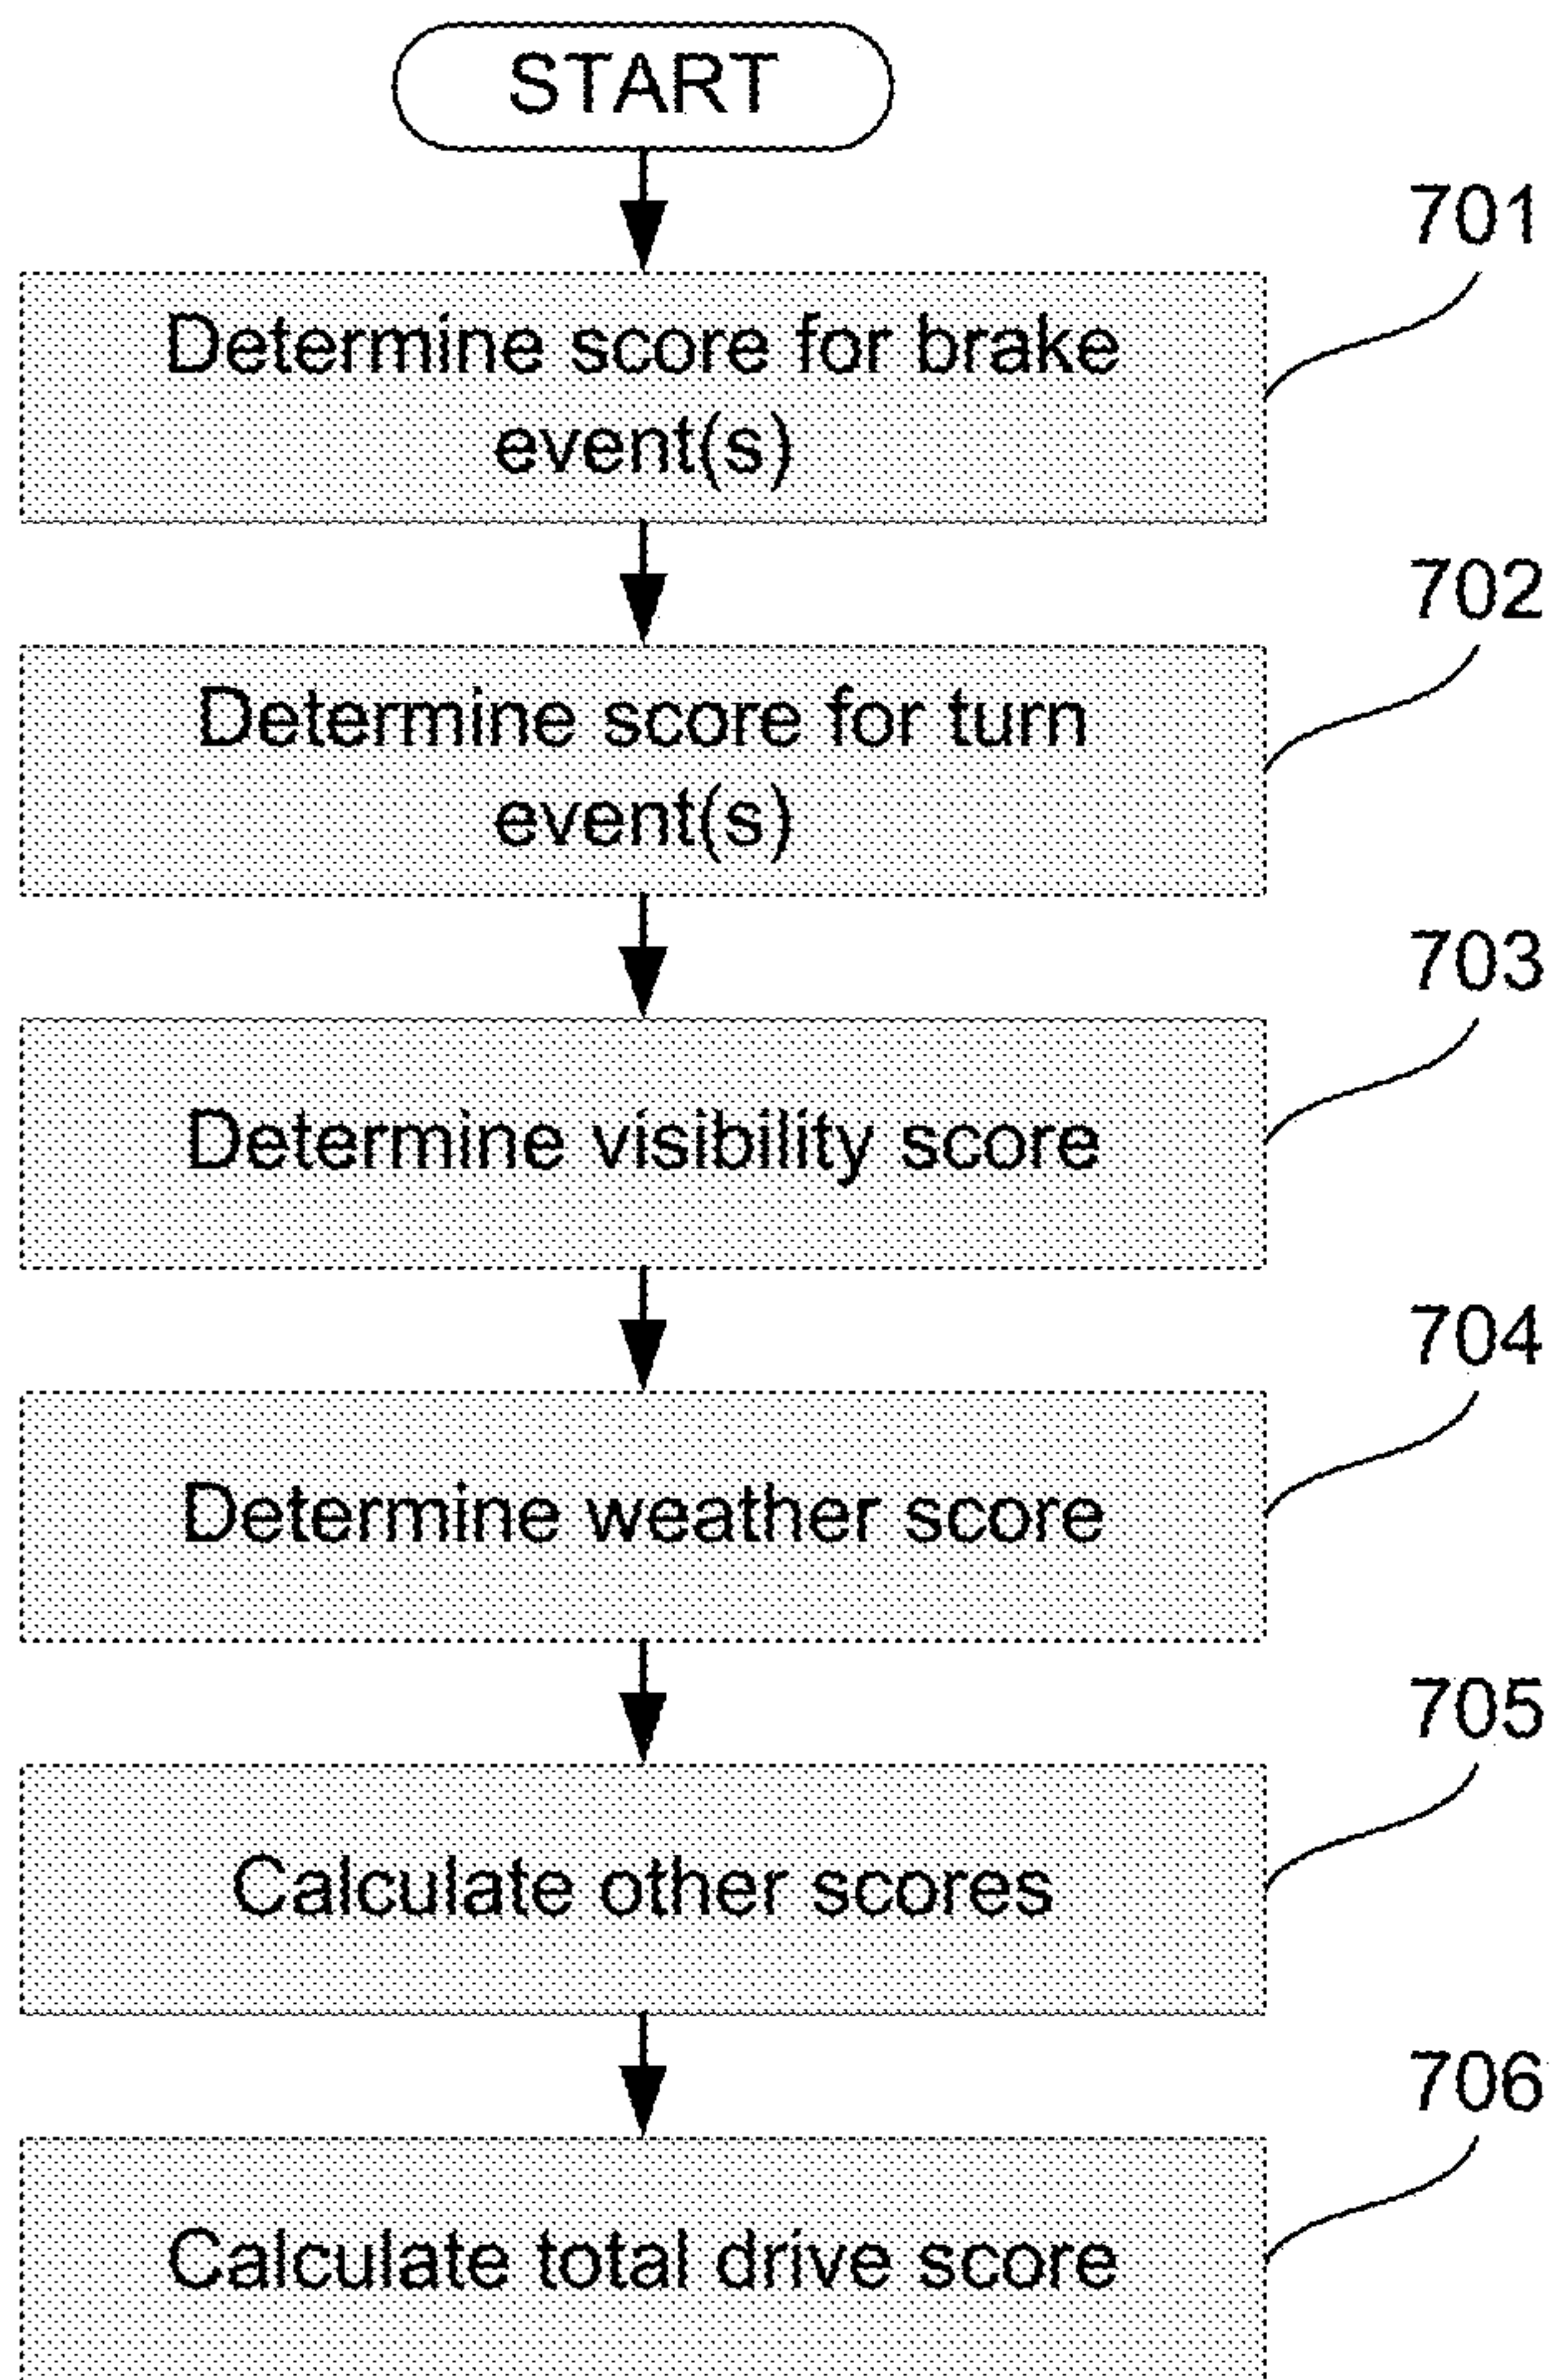 START
701
Determine score for brake
event(s)
702
Determine score for turn
event(s)
703
Determine visibility score
704
Determine weather score
705
Calculate other scores
706
Calculate total drive score